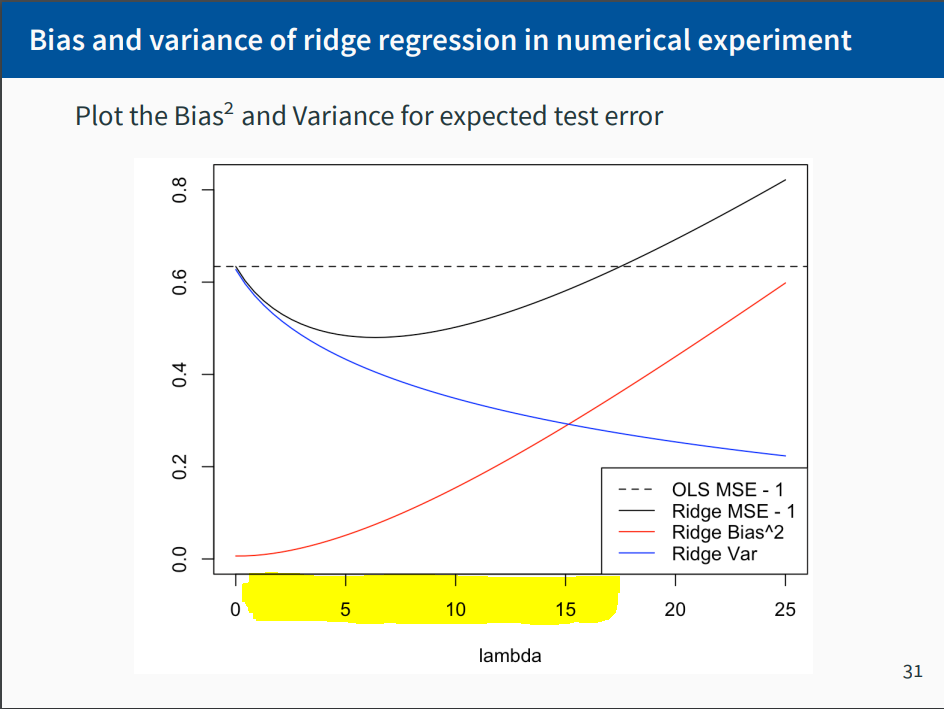 Bias and variance of ridge regression in numerical experiment
Plot the Bias² and Variance for expected test error
0.8
0.6
0.4
0.2
0.0
OLS MSE - 1
Ridge MSE - 1
Ridge Bias^2
Ridge Var
0 5 10 15 20 25
lambda
31